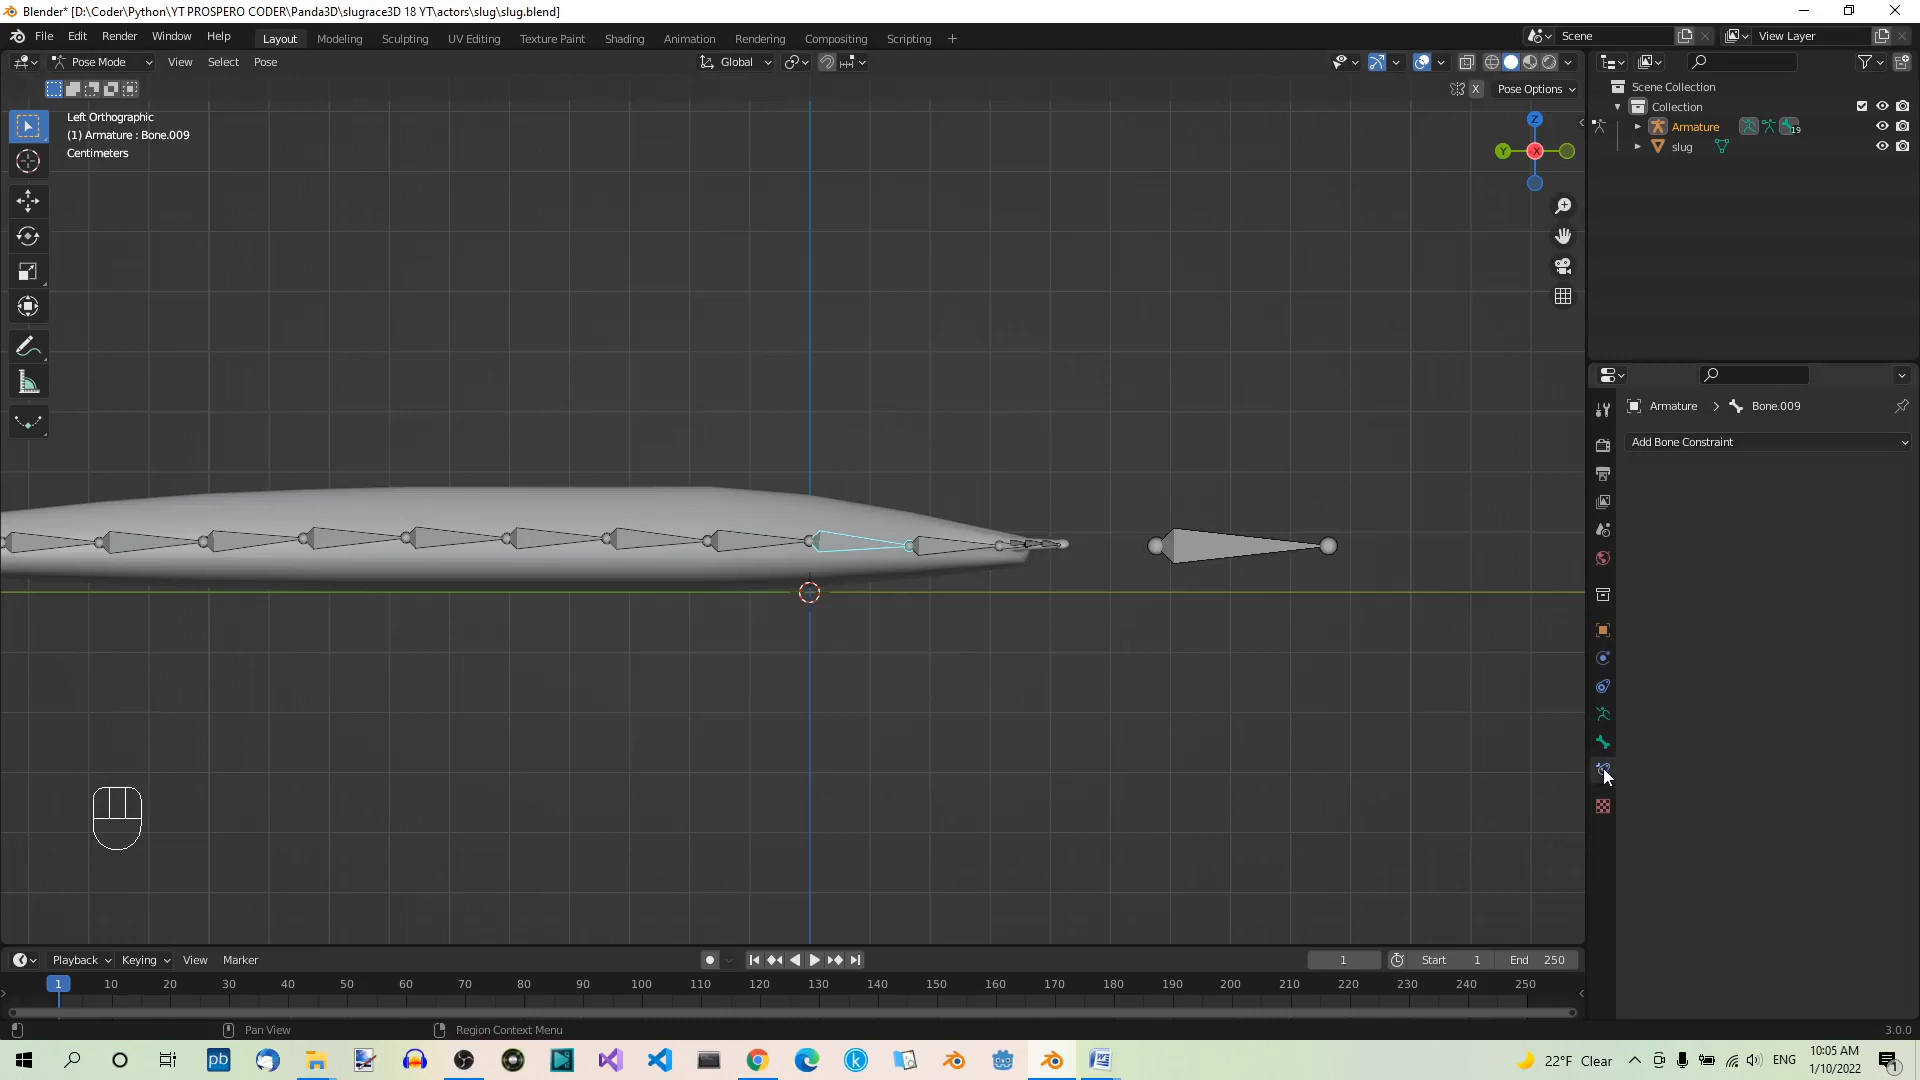 Blender* [D:\Coder\Python\YT PROSPERO CODER\Panda3D\slugrace3D 18 YT\actors\slug\slug.blend]
File Edit Render Window Help Layout Modeling Sculpting UV Editing Texture Paint Shading Animation Rendering Compositing Scripting + Scene View Layer
Pose Mode View Select Pose Global
X Pose Options
Left Orthographic
(1) Armature : Bone.009
Centimeters
Z
Y
-X
Scene Collection
Collection
Armature 19
slug
Armature > Bone.009
Add Bone Constraint
Playback Keying View Marker 1 Start 1 End 250
1 10 20 30 40 50 60 70 80 90 100 110 120 130 140 150 160 170 180 190 200 210 220 230 240 250
Pan View Region Context Menu 3.0.0
pb 22°F Clear ENG 10:05 AM
1/10/2022 1